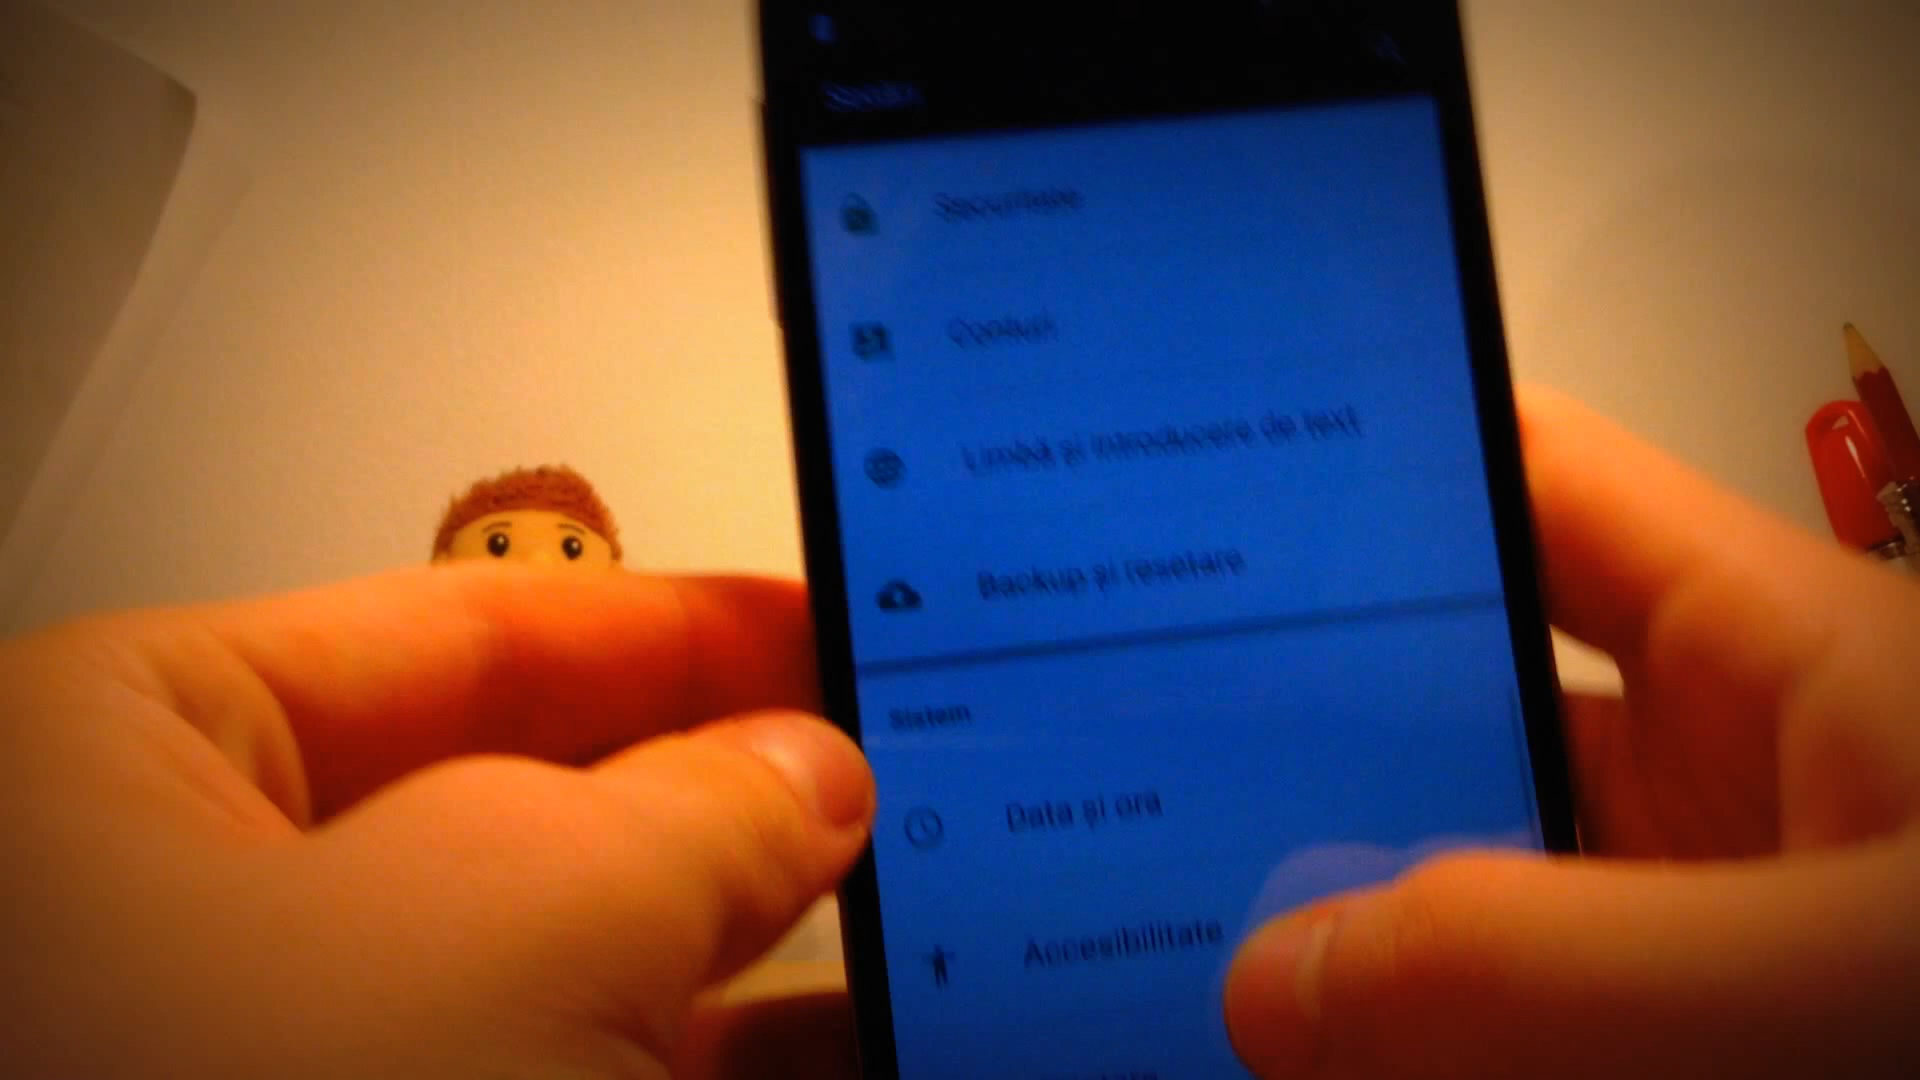 Securitate
Conturi
Limbă și introducere de text
Backup și resetare
Sistem
Data și ora
Accesibilitate